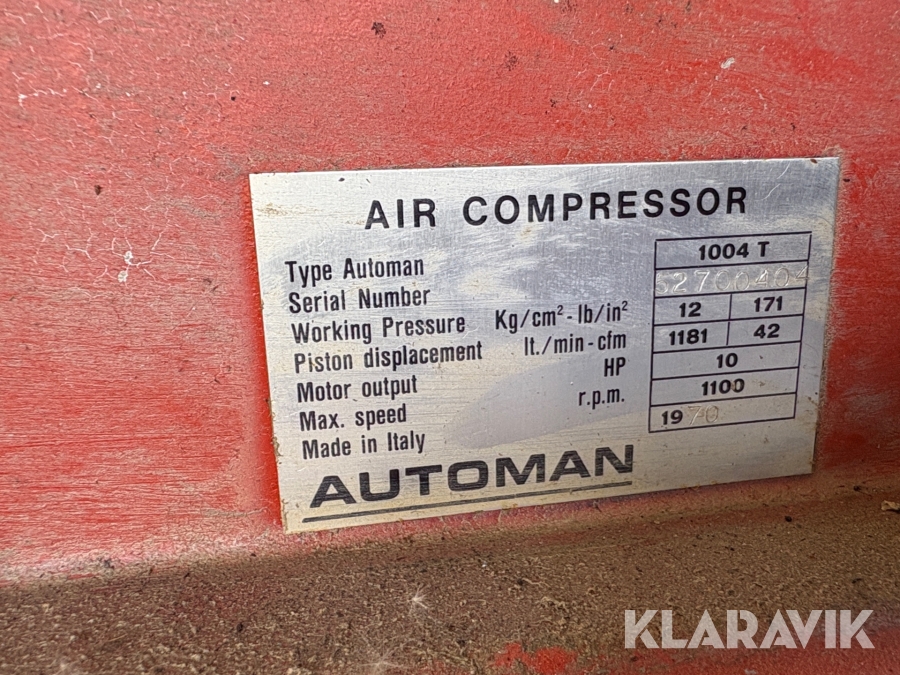 AIR COMPRESSOR
Type Automan 1004 T
Serial Number 52700404
Working Pressure Kg/cm²-lb/in² 12 171
Piston displacement lt./min-cfm 1181 42
Motor output HP 10
Max. speed r.p.m. 1100
Made in Italy 1970
AUTOMAN
KLARAVIK